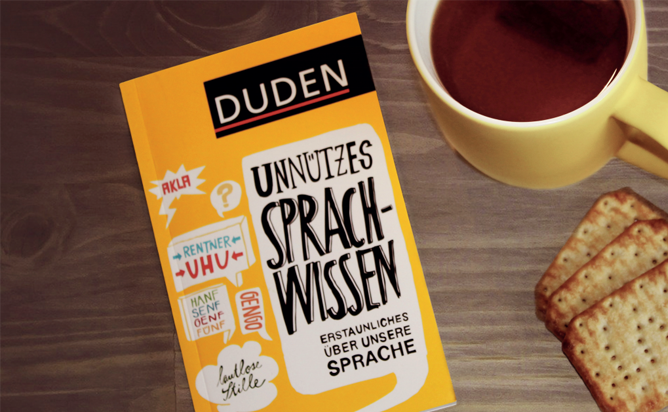 DUDEN
UNNÜTZES
SPRACH-
WISSEN
ERSTAUNLICHES
ÜBER UNSERE
SPRACHE
AKLA
?
RENTNER
UHU
HANF
SENF
OENF
FÜNF
OENGO
lautlose
Stille